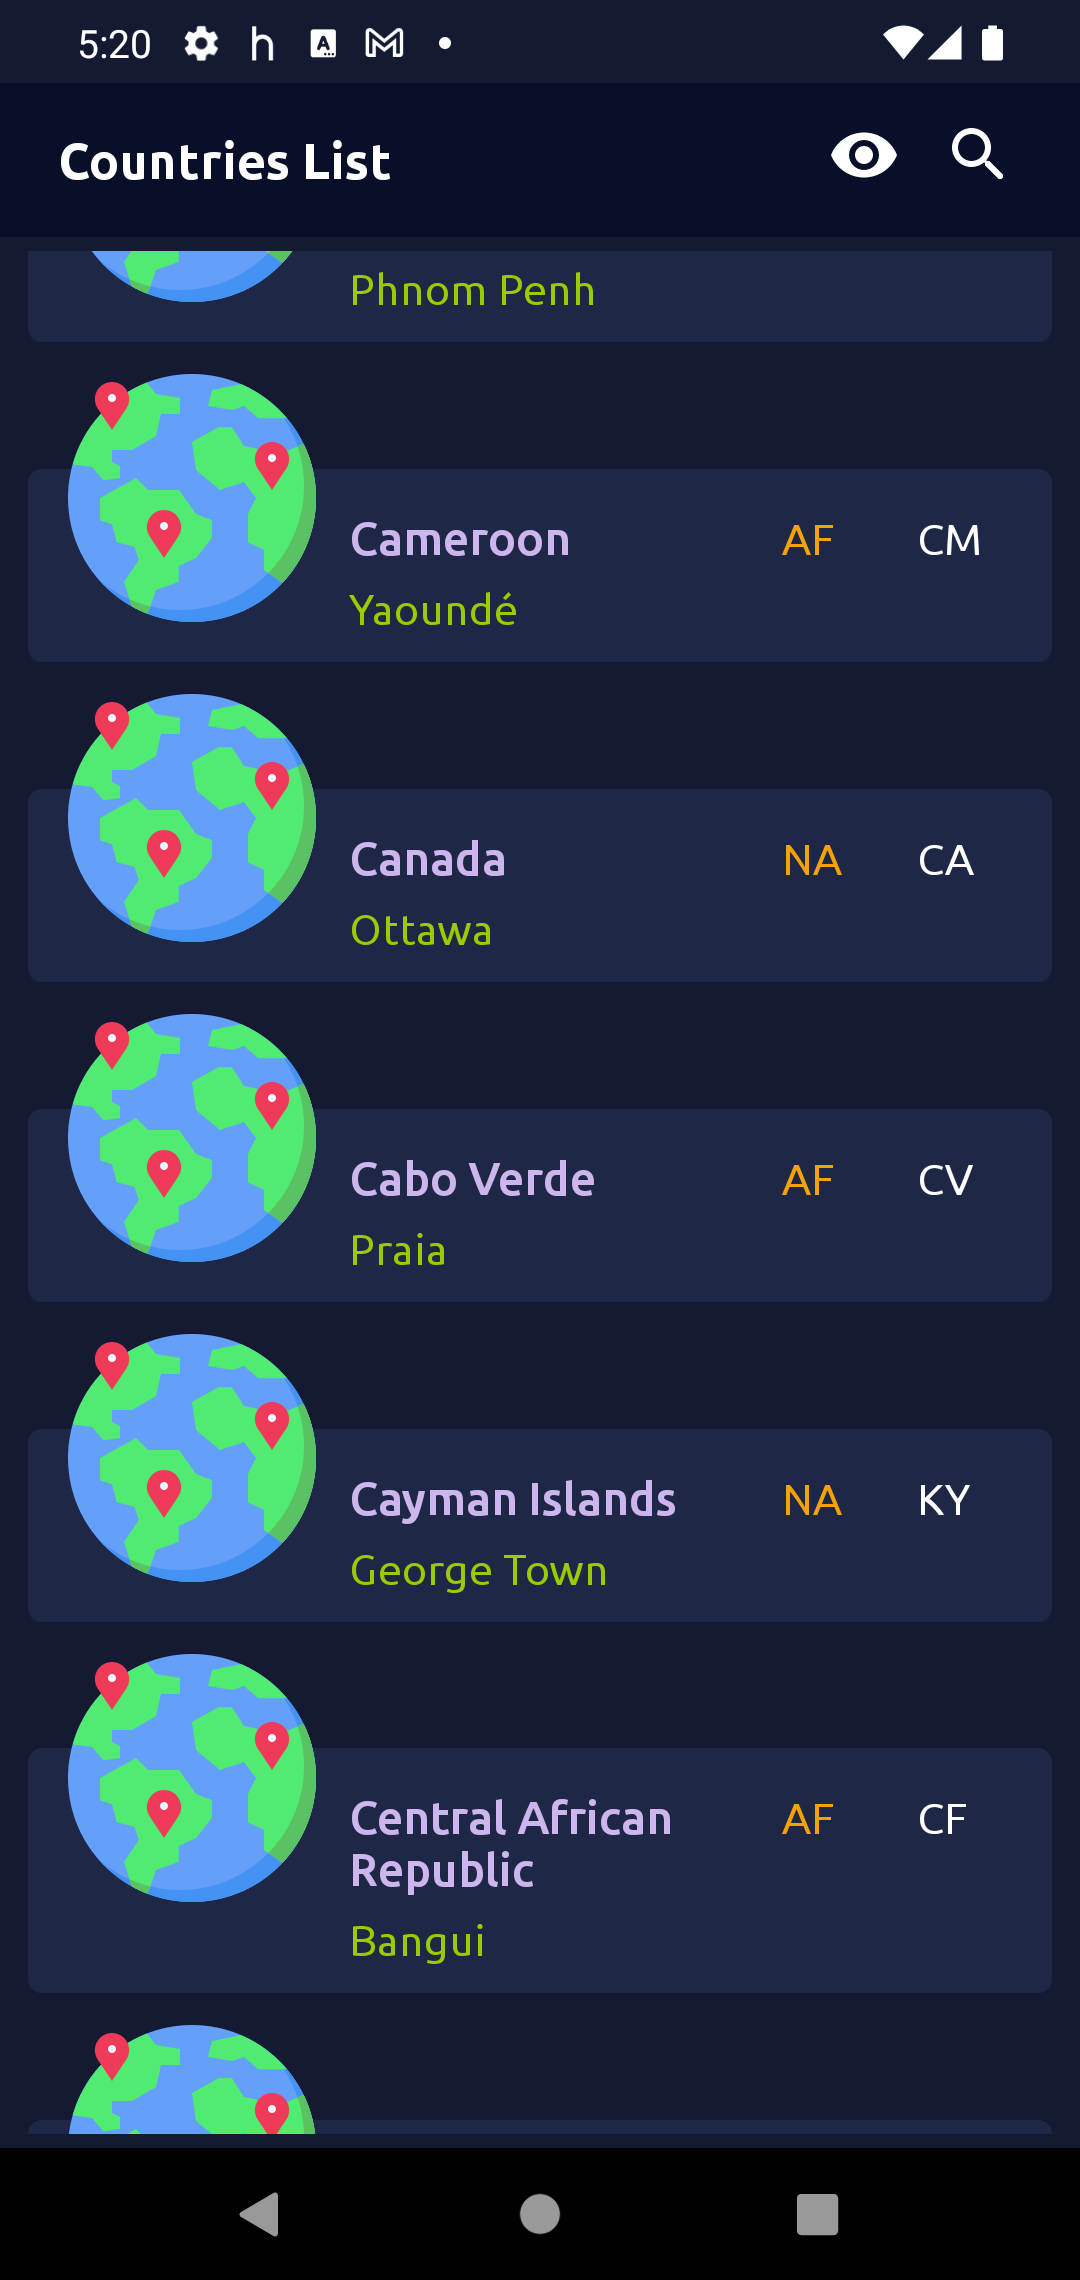 5:20
Countries List
Phnom Penh
Cameroon AF CM
Yaoundé
Canada NA CA
Ottawa
Cabo Verde AF CV
Praia
Cayman Islands NA KY
George Town
Central African AF CF
Republic
Bangui